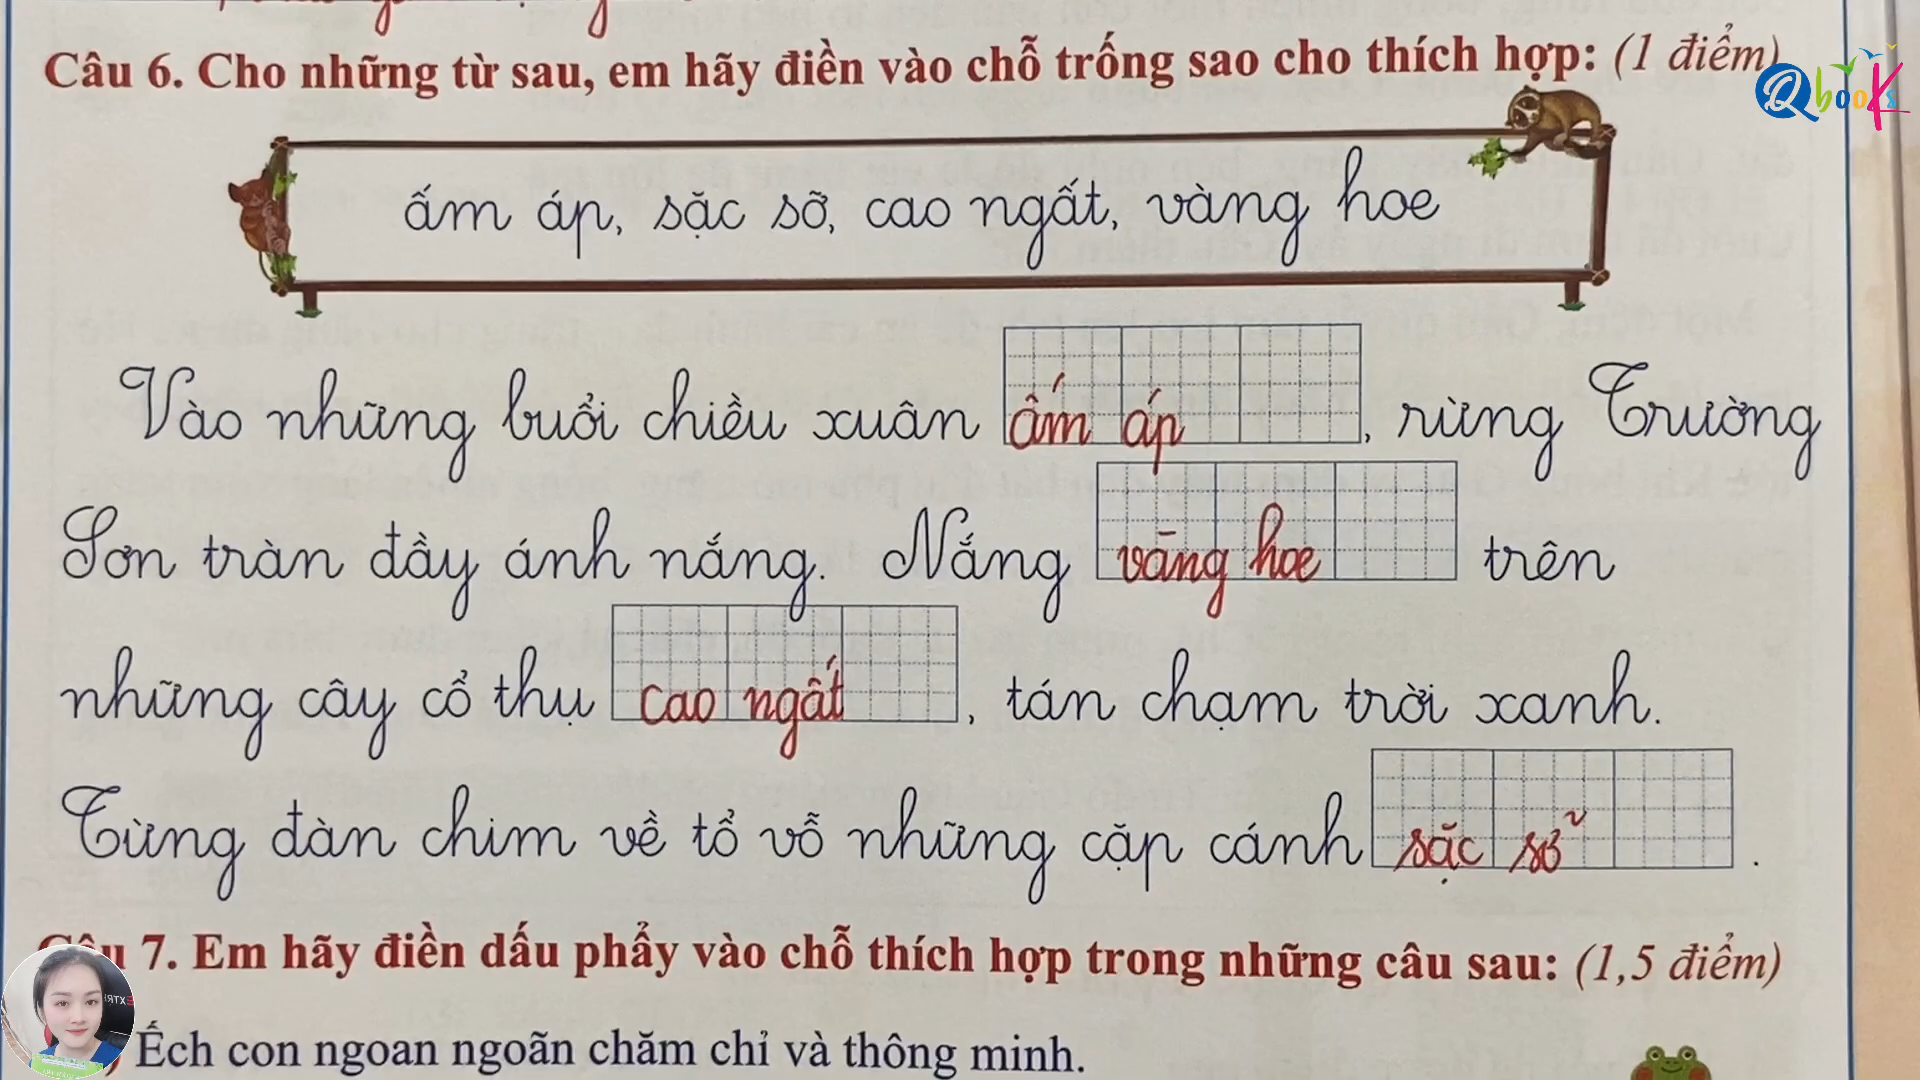 Câu 6. Cho những từ sau, em hãy điền vào chỗ trống sao cho thích hợp: (1 điểm)
Qbooks
ấm áp, sặc sỡ, cao ngất, vàng hoe
Vào những buổi chiều xuân ấm áp, rừng Trường
Sơn tràn đầy ánh nắng. Nắng vàng hoe trên
những cây cổ thụ cao ngất, tán chạm trời xanh.
Từng đàn chim về tổ vỗ những cặp cánh sặc sỡ.
Câu 7. Em hãy điền dấu phẩy vào chỗ thích hợp trong những câu sau: (1,5 điểm)
Ếch con ngoan ngoãn chăm chỉ và thông minh.